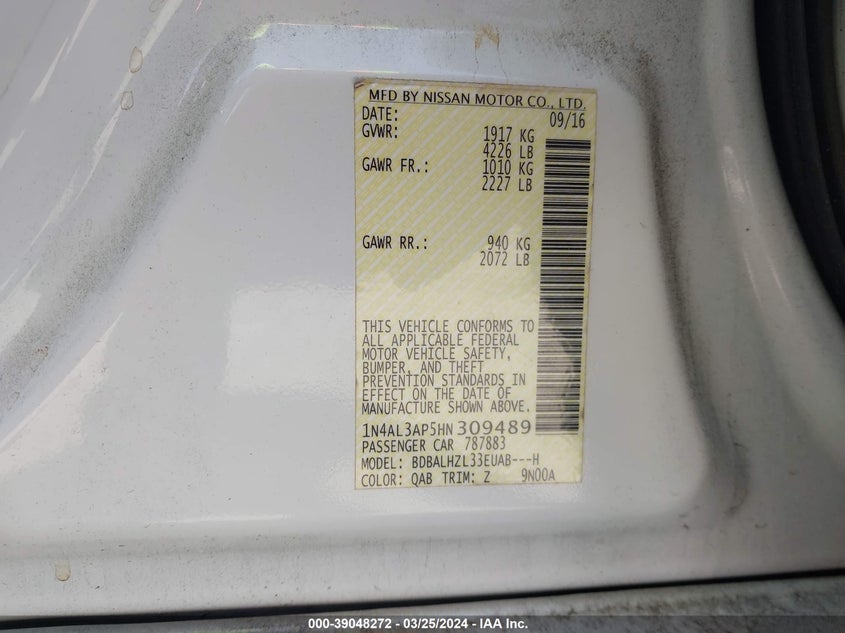 MFD BY NISSAN MOTOR CO., LTD.
DATE: 09/16
GVWR: 1917 KG
4226 LB
GAWR FR.: 1010 KG
2227 LB
GAWR RR.: 940 KG
2072 LB
THIS VEHICLE CONFORMS TO
ALL APPLICABLE FEDERAL
MOTOR VEHICLE SAFETY,
BUMPER, AND THEFT
PREVENTION STANDARDS IN
EFFECT ON THE DATE OF
MANUFACTURE SHOWN ABOVE.
1N4AL3AP5HN309489
PASSENGER CAR 787883
MODEL: BDBALHZL33EUAB---H
COLOR: QAB TRIM: Z 9N00A
000-39048272 - 03/25/2024 - IAA Inc.